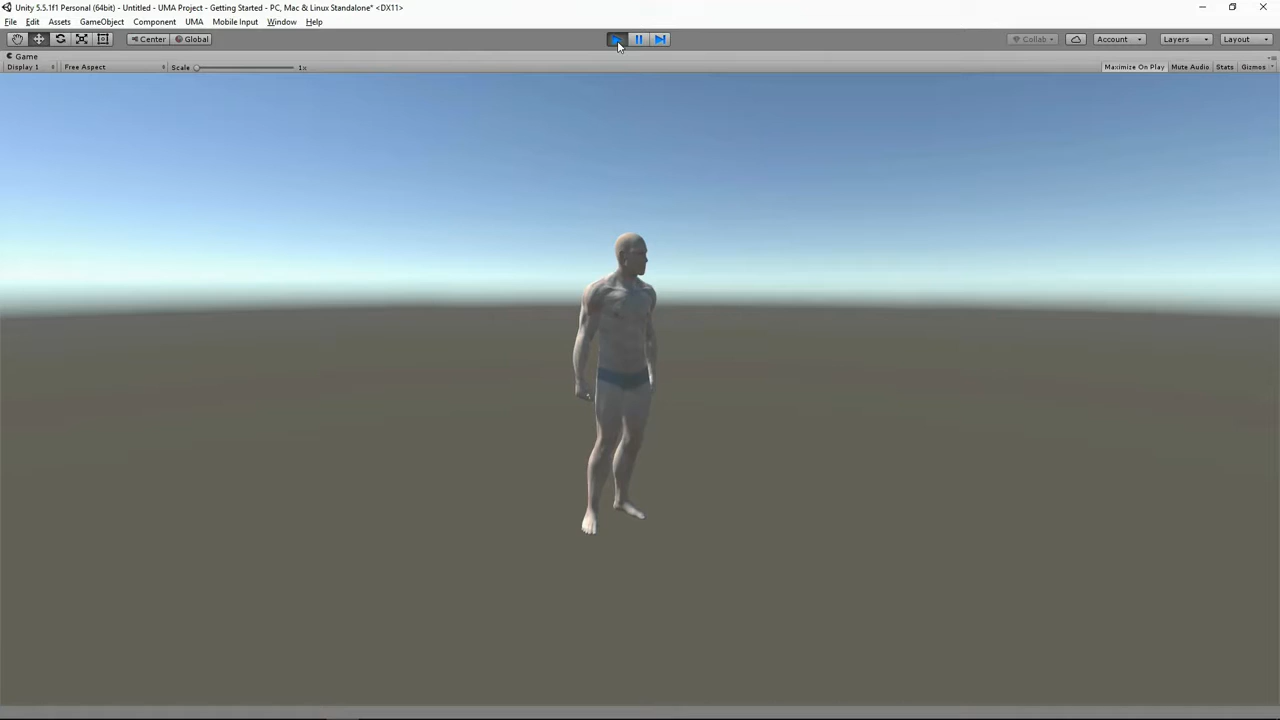 Unity 5.5.1f1 Personal (64bit) - Untitled - UMA Project - Getting Started - PC, Mac & Linux Standalone* <DX11>
File Edit Assets GameObject Component UMA Mobile Input Window Help
Center Global Collab Account Layers Layout
Game
Display 1 Free Aspect Scale 1x Maximize On Play Mute Audio Stats Gizmos